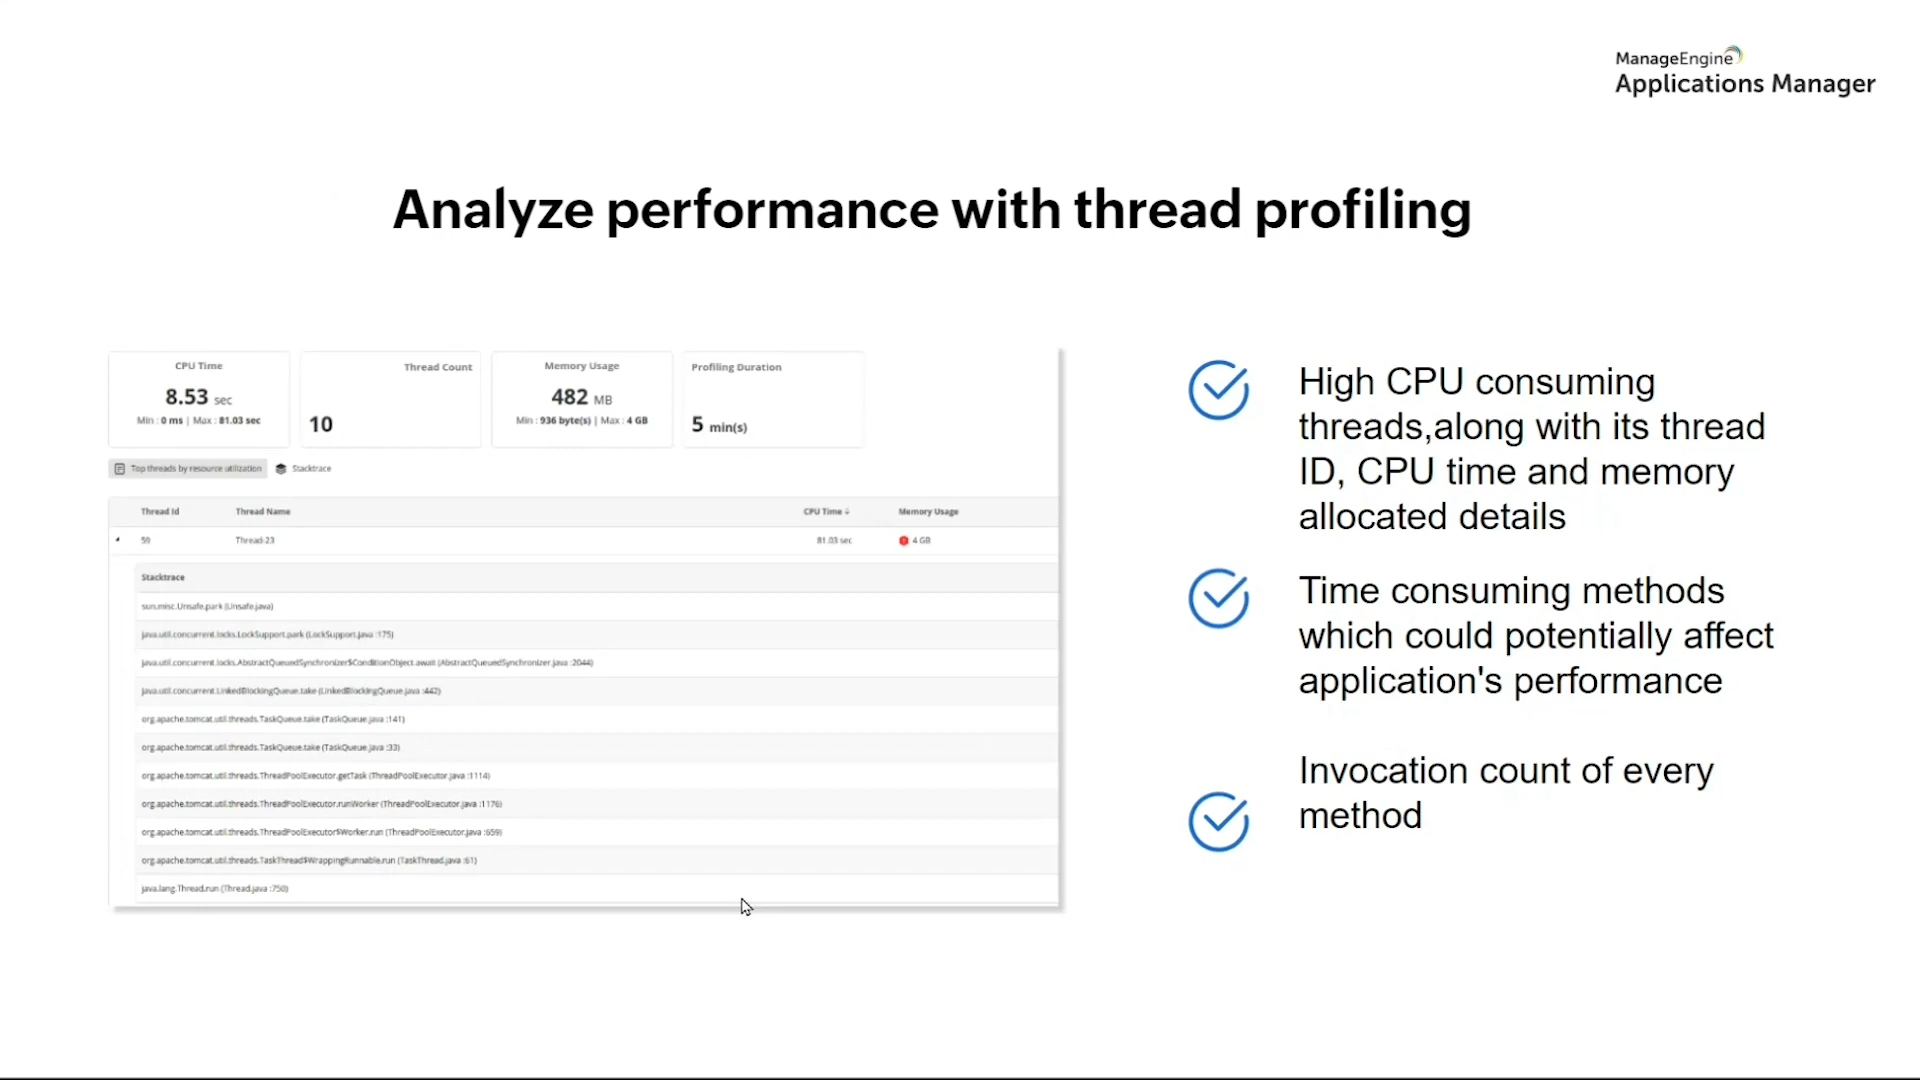 ManageEngine
Applications Manager
Analyze performance with thread profiling
CPU Time
8.53 sec
Min : 0 ms | Max : 81.03 sec
Thread Count
10
Memory Usage
482 MB
Min : 936 byte(s) | Max : 4 GB
Profiling Duration
5 min(s)
Top threads by resource utilization Stacktrace
Thread Id Thread Name CPU Time Memory Usage
59 Thread-23 81.03 sec 4 GB
Stacktrace
sun.misc.Unsafe.park (Unsafe.java)
java.util.concurrent.locks.LockSupport.park (LockSupport.java :175)
java.util.concurrent.locks.AbstractQueuedSynchronizer$ConditionObject.await (AbstractQueuedSynchronizer.java :2044)
java.util.concurrent.LinkedBlockingQueue.take (LinkedBlockingQueue.java :442)
org.apache.tomcat.util.threads.TaskQueue.take (TaskQueue.java :141)
org.apache.tomcat.util.threads.TaskQueue.take (TaskQueue.java :33)
org.apache.tomcat.util.threads.ThreadPoolExecutor.getTask (ThreadPoolExecutor.java :1114)
org.apache.tomcat.util.threads.ThreadPoolExecutor.runWorker (ThreadPoolExecutor.java :1176)
org.apache.tomcat.util.threads.ThreadPoolExecutor$Worker.run (ThreadPoolExecutor.java :659)
org.apache.tomcat.util.threads.TaskThread$WrappingRunnable.run (TaskThread.java :61)
java.lang.Thread.run (Thread.java :750)
High CPU consuming
threads,along with its thread
ID, CPU time and memory
allocated details
Time consuming methods
which could potentially affect
application's performance
Invocation count of every
method